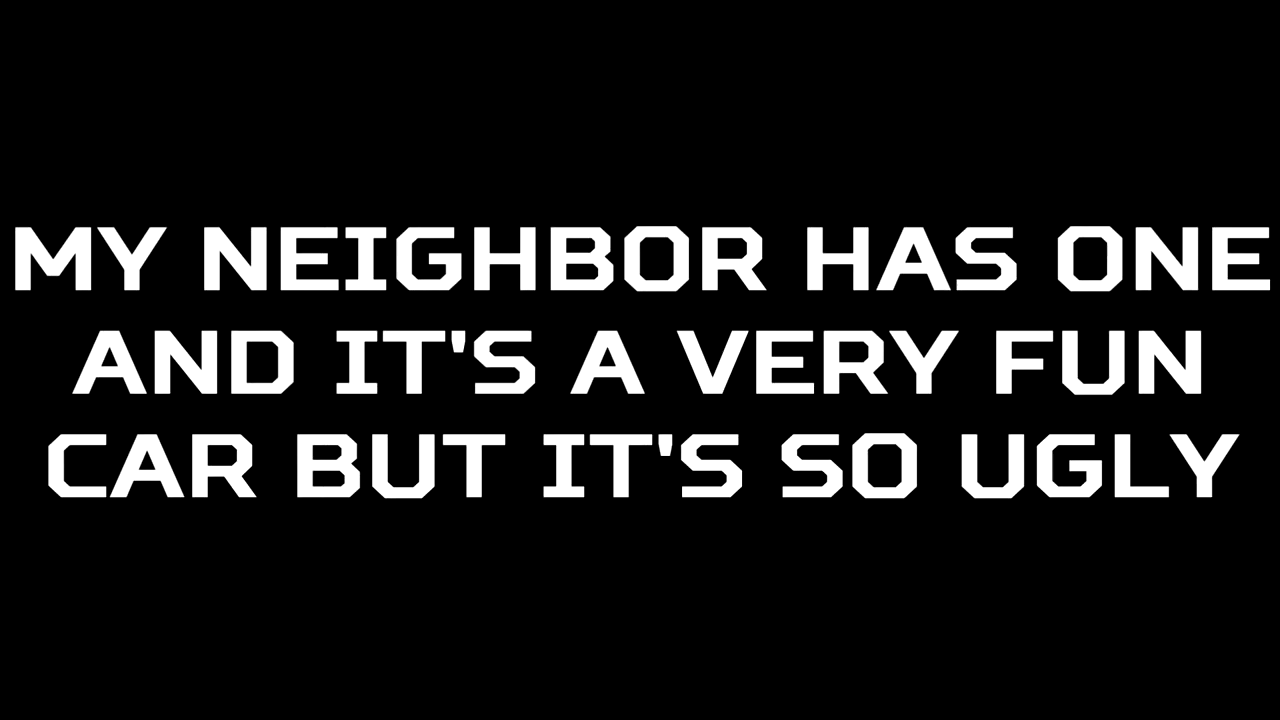 MY NEIGHBOR HAS ONE
AND IT'S A VERY FUN
CAR BUT IT'S SO UGLY